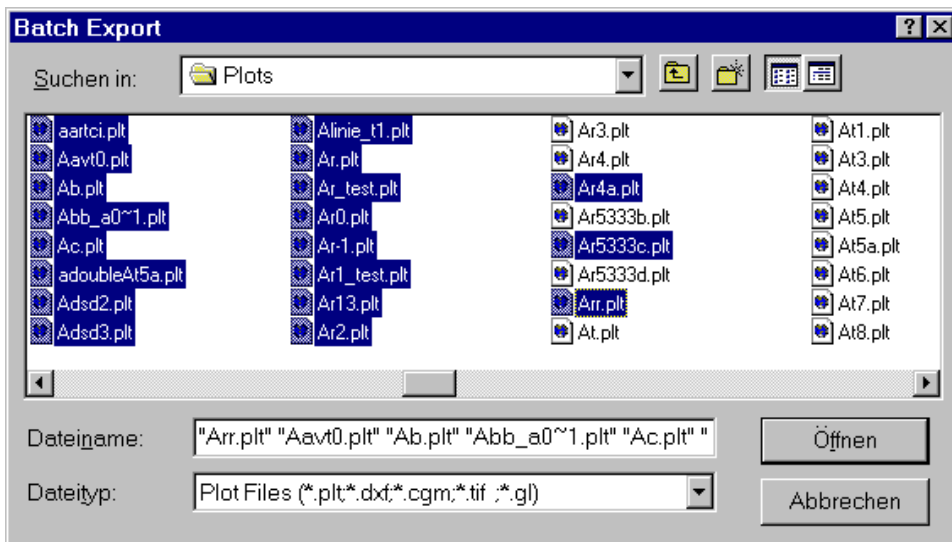 Batch Export
Suchen in: Plots
aartci.plt
Aavt0.plt
Ab.plt
Abb_a0~1.plt
Ac.plt
adoubleAt5a.plt
Adsd2.plt
Adsd3.plt
Alinie_t1.plt
Ar.plt
Ar_test.plt
Ar0.plt
Ar-1.plt
Ar1_test.plt
Ar13.plt
Ar2.plt
Ar3.plt
Ar4.plt
Ar4a.plt
Ar5333b.plt
Ar5333c.plt
Ar5333d.plt
Arr.plt
At.plt
At1.plt
At3.plt
At4.plt
At5.plt
At5a.plt
At6.plt
At7.plt
At8.plt
Dateiname: "Arr.plt" "Aavt0.plt" "Ab.plt" "Abb_a0~1.plt" "Ac.plt" "
Öffnen
Dateityp: Plot Files (*.plt;*.dxf;*.cgm;*.tif ;*.gl)
Abbrechen